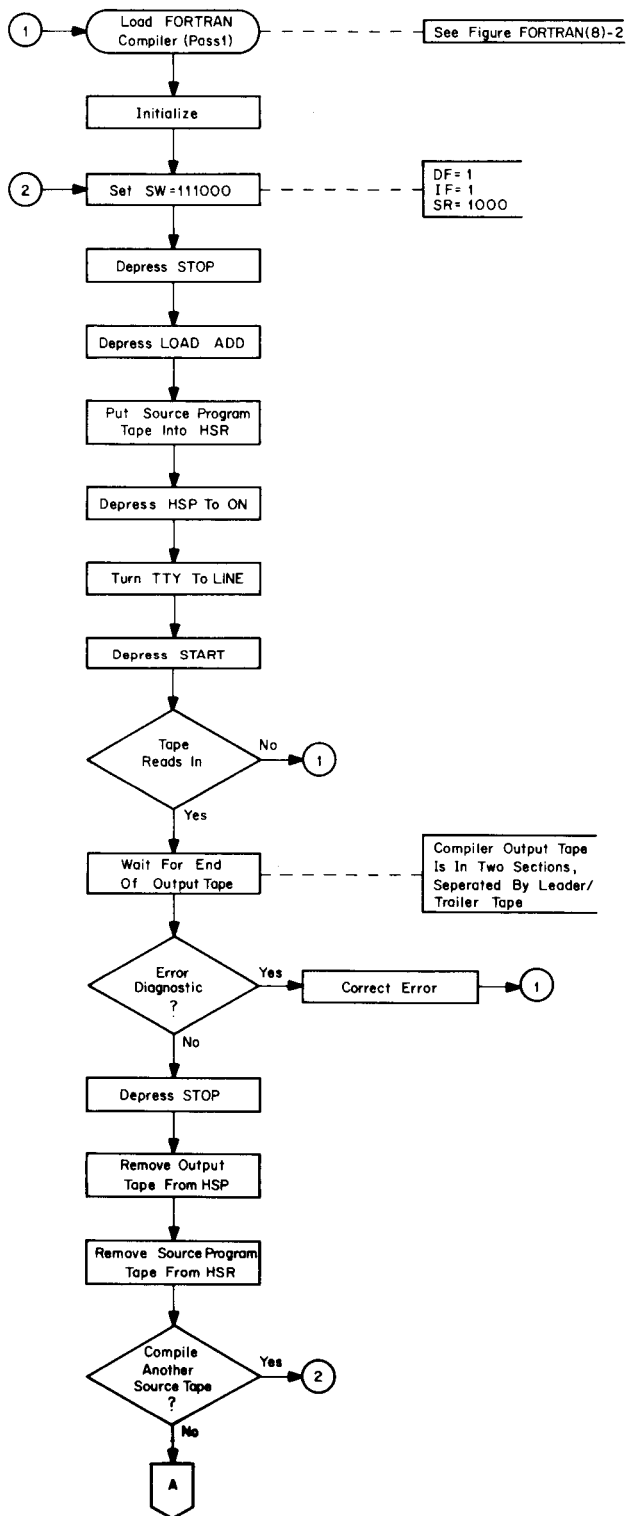 1
Load FORTRAN
Compiler (Pass1)
See Figure FORTRAN(8)-2
Initialize
2
Set SW=111000
DF=1
IF=1
SR=1000
Depress STOP
Depress LOAD ADD
Put Source Program
Tape Into HSR
Depress HSP To ON
Turn TTY To LINE
Depress START
Tape
Reads In
No
1
Yes
Wait For End
Of Output Tape
Compiler Output Tape
Is In Two Sections,
Seperated By Leader/
Trailer Tape
Error
Diagnostic
?
Yes
Correct Error
1
No
Depress STOP
Remove Output
Tape From HSP
Remove Source Program
Tape From HSR
Compile
Another
Source Tape
?
Yes
2
No
A